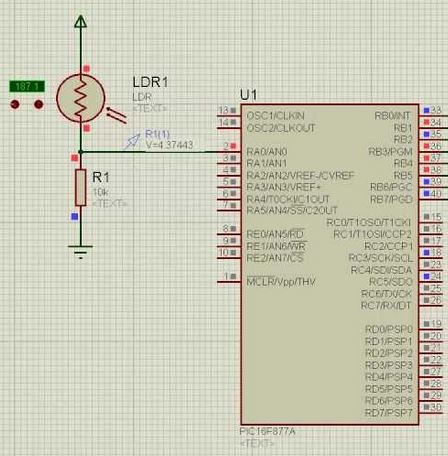 187.1
LDR1
LDR
<TEXT>
R1(1)
V=4.37443
R1
10k
<TEXT>
U1
13 OSC1/CLKIN
14 OSC2/CLKOUT
2 RA0/AN0
3 RA1/AN1
4 RA2/AN2/VREF-/CVREF
5 RA3/AN3/VREF+
6 RA4/T0CKI/C1OUT
7 RA5/AN4/SS/C2OUT
8 RE0/AN5/RD
9 RE1/AN6/WR
10 RE2/AN7/CS
1 MCLR/Vpp/THV
RB0/INT 33
RB1 34
RB2 35
RB3/PGM 36
RB4 37
RB5 38
RB6/PGC 39
RB7/PGD 40
RC0/T1OSO/T1CKI 15
RC1/T1OSI/CCP2 16
RC2/CCP1 17
RC3/SCK/SCL 18
RC4/SDI/SDA 23
RC5/SDO 24
RC6/TX/CK 25
RC7/RX/DT 26
RD0/PSP0 19
RD1/PSP1 20
RD2/PSP2 21
RD3/PSP3 22
RD4/PSP4 27
RD5/PSP5 28
RD6/PSP6 29
RD7/PSP7 30
PIC16F877A
<TEXT>